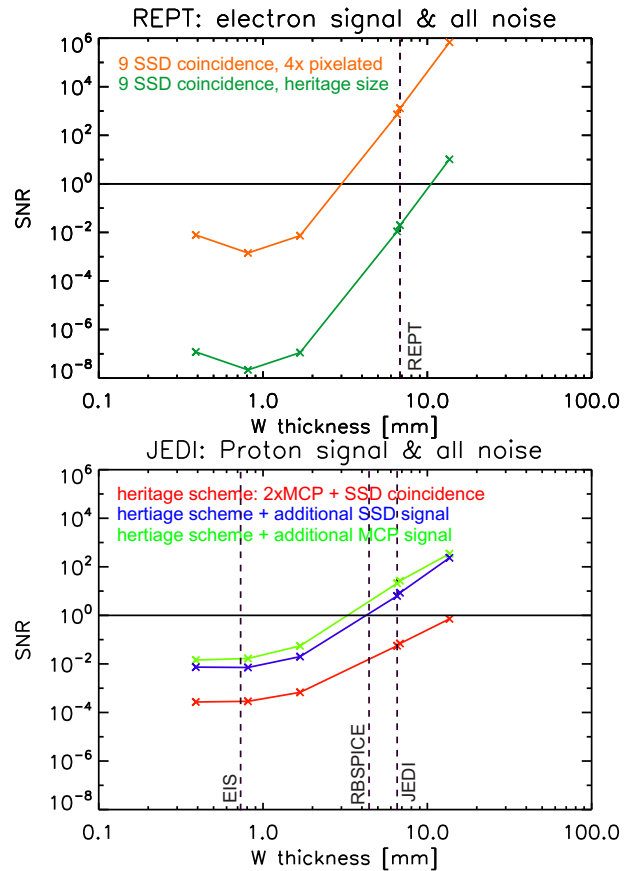 REPT: electron signal & all noise
10^6
9 SSD coincidence, 4x pixelated
9 SSD coincidence, heritage size
10^4
10^2
10^0
SNR
10^-2
10^-4
10^-6
10^-8
REPT
0.1
1.0
10.0
100.0
W thickness [mm]
JEDI: Proton signal & all noise
10^6
heritage scheme: 2xMCP + SSD coincidence
hertiage scheme + additional SSD signal
hertiage scheme + additional MCP signal
10^4
10^2
10^0
SNR
10^-2
10^-4
10^-6
10^-8
EIS
RBSPICE
JEDI
0.1
1.0
10.0
100.0
W thickness [mm]